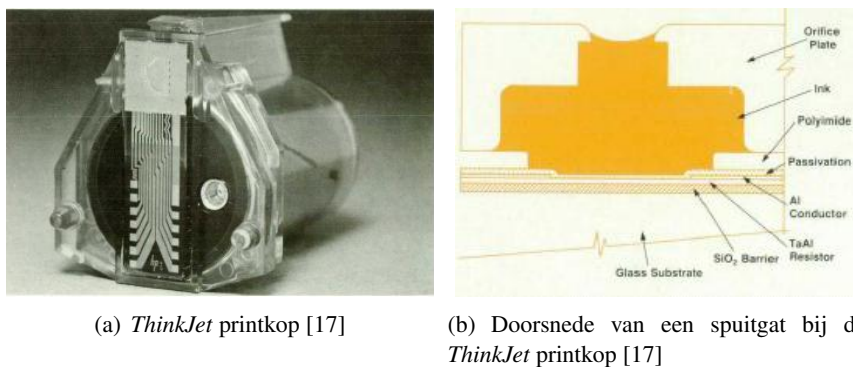 Orifice
Plate
Ink
Polyimide
Passivation
Al
Conductor
TaAl
Resistor
SiO₂ Barrier
Glass Substrate
(a) ThinkJet printkop [17]
(b) Doorsnede van een spuitgat bij d
ThinkJet printkop [17]